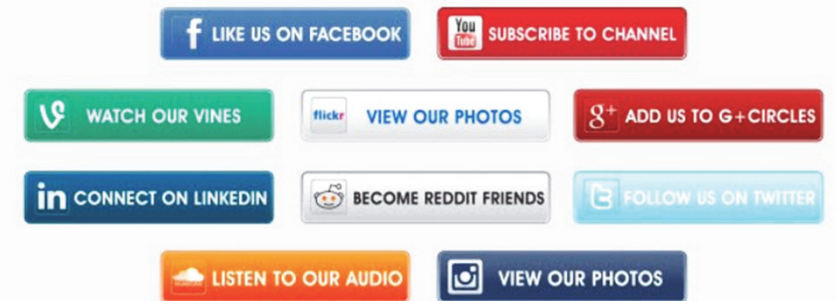 f LIKE US ON FACEBOOK
You Tube SUBSCRIBE TO CHANNEL
WATCH OUR VINES
flickr VIEW OUR PHOTOS
g+ ADD US TO G+CIRCLES
in CONNECT ON LINKEDIN
BECOME REDDIT FRIENDS
t FOLLOW US ON TWITTER
LISTEN TO OUR AUDIO
VIEW OUR PHOTOS